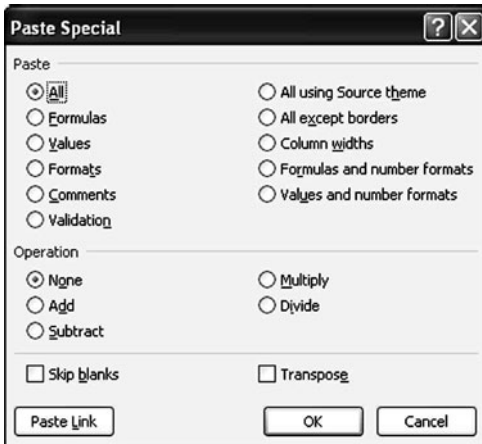 Paste Special
Paste
All
All using Source theme
Formulas
All except borders
Values
Column widths
Formats
Formulas and number formats
Comments
Values and number formats
Validation
Operation
None
Multiply
Add
Divide
Subtract
Skip blanks
Transpose
Paste Link
OK
Cancel